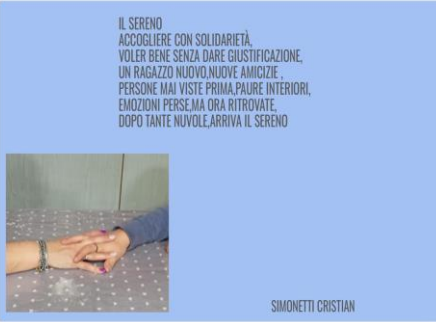 IL SERENO
ACCOGLIERE CON SOLIDARIETÀ,
VOLER BENE SENZA DARE GIUSTIFICAZIONE,
UN RAGAZZO NUOVO,NUOVE AMICIZIE ,
PERSONE MAI VISTE PRIMA,PAURE INTERIORI,
EMOZIONI PERSE,MA ORA RITROVATE,
DOPO TANTE NUVOLE,ARRIVA IL SERENO
SIMONETTI CRISTIAN